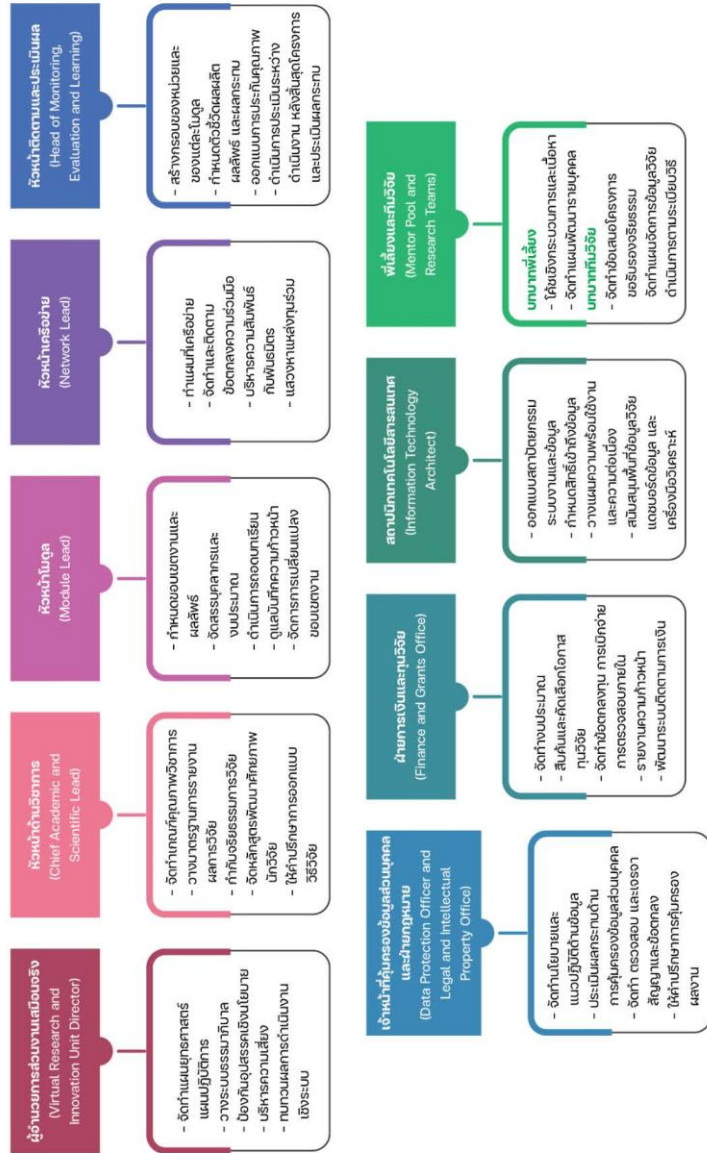 ผู้อำนวยการส่วนงานเสมือนจริง
(Virtual Research and
Innovation Unit Director)
- จัดทำแผนยุทธศาสตร์
แผนปฏิบัติการ
- วางระบบธรรมาภิบาล
- ป้องกันอุปสรรคเชิงนโยบาย
- บริหารความเสี่ยง
- ทบทวนผลการดำเนินงาน
เชิงระบบ
หัวหน้าด้านวิชาการ
(Chief Academic and
Scientific Lead)
- จัดทำเกณฑ์คุณภาพวิชาการ
- วางมาตรฐานการรายงาน
ผลการวิจัย
- กำกับจริยธรรมการวิจัย
- จัดหลักสูตรพัฒนาศักยภาพ
นักวิจัย
- ให้คำปรึกษาการออกแบบ
วิธีวิจัย
หัวหน้าโมดูล
(Module Lead)
- กำหนดขอบเขตงานและ
ผลลัพธ์
- จัดสรรบุคลากรและ
งบประมาณ
- ดำเนินการถอดบทเรียน
- ดูแลบันทึกความก้าวหน้า
- จัดการการเปลี่ยนแปลง
ขอบเขตงาน
หัวหน้าเครือข่าย
(Network Lead)
- ทำแผนที่เครือข่าย
- จัดทำและติดตาม
ข้อตกลงความร่วมมือ
- บริหารความสัมพันธ์
กับพันธมิตร
- แสวงหาแหล่งทุนร่วม
หัวหน้าติดตามและประเมินผล
(Head of Monitoring,
Evaluation and Learning)
- สร้างกรอบของหน่วยและ
ของแต่ละโมดูล
- กำหนดตัวชี้วัดผลผลิต
ผลลัพธ์ และผลกระทบ
- ออกแบบการประกันคุณภาพ
- ดำเนินการประเมินระหว่าง
ดำเนินงาน หลังสิ้นสุดโครงการ
และประเมินผลกระทบ
เจ้าหน้าที่คุ้มครองข้อมูลส่วนบุคคล
และฝ่ายกฎหมาย
(Data Protection Officer and
Legal and Intellectual
Property Office)
- จัดทำนโยบายและ
แนวปฏิบัติด้านข้อมูล
- ประเมินผลกระทบด้าน
การคุ้มครองข้อมูลส่วนบุคคล
- จัดทำ ตรวจสอบ และเจรจา
สัญญาและข้อตกลง
- ให้คำปรึกษาการคุ้มครอง
ผลงาน
ฝ่ายการเงินและทุนวิจัย
(Finance and Grants Office)
- จัดทำงบประมาณ
- สืบค้นและคัดเลือกโอกาส
ทุนวิจัย
- จัดทำข้อตกลงทุน การเบิกจ่าย
การตรวจสอบภายใน
- รายงานความก้าวหน้า
- พัฒนาระบบติดตามการเงิน
สถาปนิกเทคโนโลยีสารสนเทศ
(Information Technology
Architect)
- ออกแบบสถาปัตยกรรม
ระบบงานและข้อมูล
- กำหนดสิทธิ์เข้าถึงข้อมูล
- วางแผนความพร้อมใช้งาน
และความต่อเนื่อง
- สนับสนุนพื้นที่ข้อมูลวิจัย
แดชบอร์ดข้อมูล และ
เครื่องมือวิเคราะห์
พี่เลี้ยงและทีมวิจัย
(Mentor Pool and
Research Teams)
บทบาทพี่เลี้ยง
- โค้ชเชิงกระบวนการและเนื้อหา
- จัดทำแผนพัฒนารายบุคคล
บทบาททีมวิจัย
- จัดทำข้อเสนอโครงการ
ขอรับรองจริยธรรม
จัดทำแผนจัดการข้อมูลวิจัย
ดำเนินการตามระเบียบวิธี